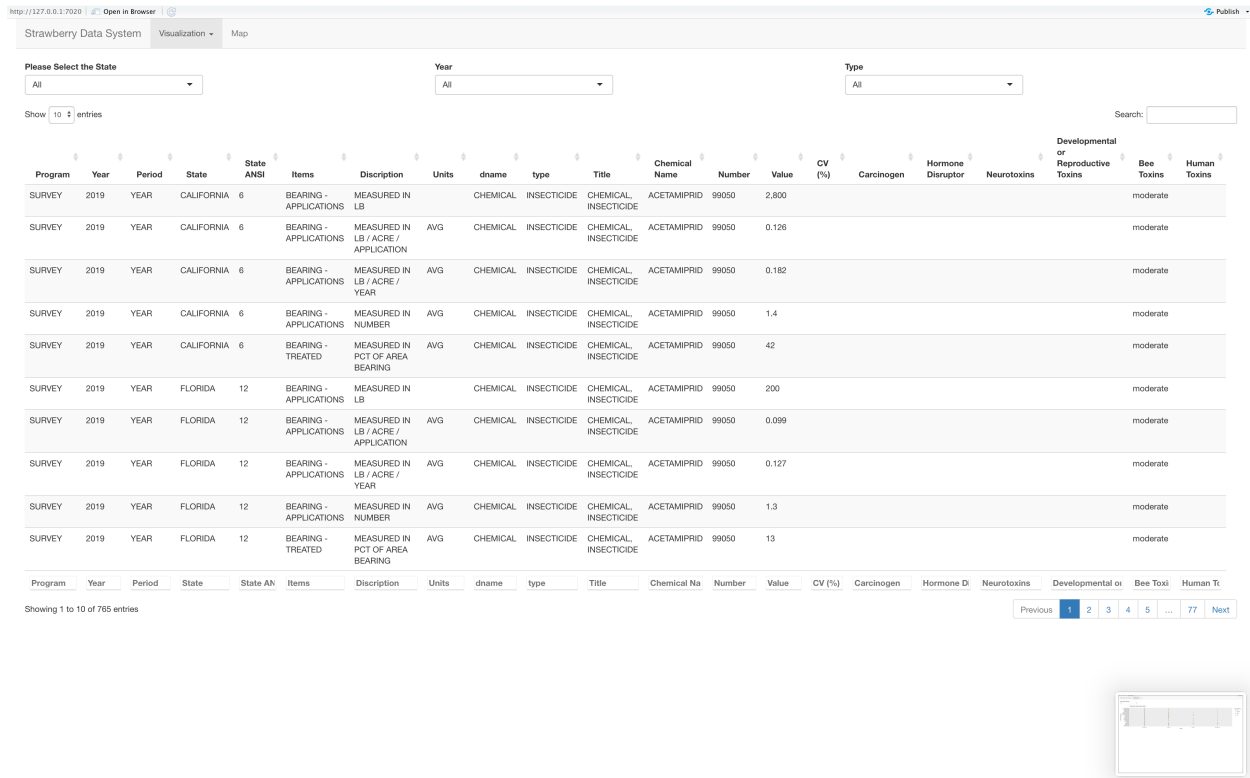 http://127.0.0.1:7020 Open in Browser Publish
Strawberry Data System Visualization Map
Please Select the State Year Type
All All All
Show 10 entries Search:
Program Year Period State State ANSI Items Discription Units dname type Title Chemical Name Number Value CV (%) Carcinogen Hormone Disruptor Neurotoxins Developmental or Reproductive Toxins Bee Toxins Human Toxins
SURVEY 2019 YEAR CALIFORNIA 6 BEARING - APPLICATIONS MEASURED IN LB CHEMICAL INSECTICIDE CHEMICAL, INSECTICIDE ACETAMIPRID 99050 2,800 moderate
SURVEY 2019 YEAR CALIFORNIA 6 BEARING - APPLICATIONS MEASURED IN LB / ACRE / APPLICATION AVG CHEMICAL INSECTICIDE CHEMICAL, INSECTICIDE ACETAMIPRID 99050 0.126 moderate
SURVEY 2019 YEAR CALIFORNIA 6 BEARING - APPLICATIONS MEASURED IN LB / ACRE / YEAR AVG CHEMICAL INSECTICIDE CHEMICAL, INSECTICIDE ACETAMIPRID 99050 0.182 moderate
SURVEY 2019 YEAR CALIFORNIA 6 BEARING - APPLICATIONS MEASURED IN NUMBER AVG CHEMICAL INSECTICIDE CHEMICAL, INSECTICIDE ACETAMIPRID 99050 1.4 moderate
SURVEY 2019 YEAR CALIFORNIA 6 BEARING - TREATED MEASURED IN PCT OF AREA BEARING AVG CHEMICAL INSECTICIDE CHEMICAL, INSECTICIDE ACETAMIPRID 99050 42 moderate
SURVEY 2019 YEAR FLORIDA 12 BEARING - APPLICATIONS MEASURED IN LB CHEMICAL INSECTICIDE CHEMICAL, INSECTICIDE ACETAMIPRID 99050 200 moderate
SURVEY 2019 YEAR FLORIDA 12 BEARING - APPLICATIONS MEASURED IN LB / ACRE / APPLICATION AVG CHEMICAL INSECTICIDE CHEMICAL, INSECTICIDE ACETAMIPRID 99050 0.099 moderate
SURVEY 2019 YEAR FLORIDA 12 BEARING - APPLICATIONS MEASURED IN LB / ACRE / YEAR AVG CHEMICAL INSECTICIDE CHEMICAL, INSECTICIDE ACETAMIPRID 99050 0.127 moderate
SURVEY 2019 YEAR FLORIDA 12 BEARING - APPLICATIONS MEASURED IN NUMBER AVG CHEMICAL INSECTICIDE CHEMICAL, INSECTICIDE ACETAMIPRID 99050 1.3 moderate
SURVEY 2019 YEAR FLORIDA 12 BEARING - TREATED MEASURED IN PCT OF AREA BEARING AVG CHEMICAL INSECTICIDE CHEMICAL, INSECTICIDE ACETAMIPRID 99050 13 moderate
Program Year Period State State AN Items Discription Units dname type Title Chemical Na Number Value CV (%) Carcinogen Hormone Di Neurotoxins Developmental or Bee Toxi Human To
Showing 1 to 10 of 765 entries Previous 1 2 3 4 5 … 77 Next